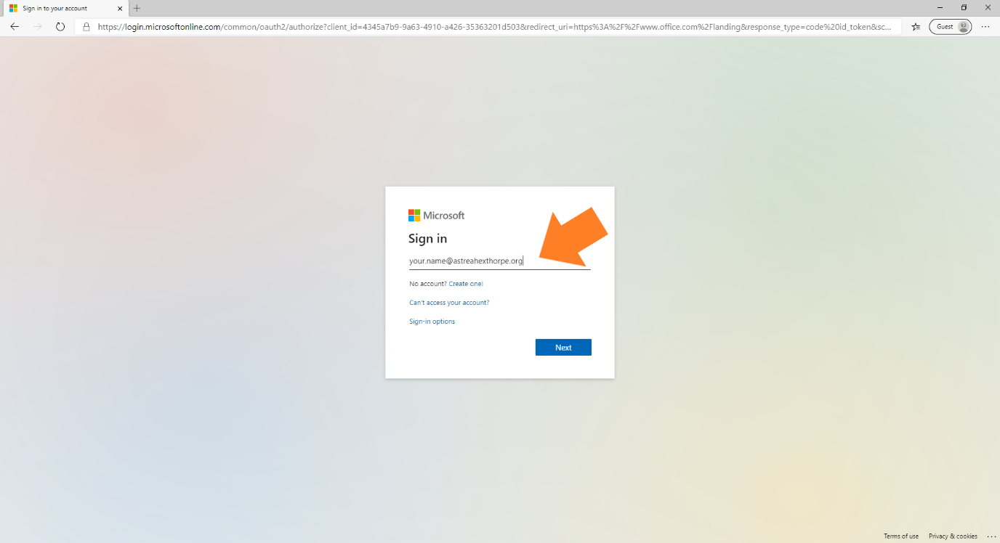 Sign in to your account
https://login.microsoftonline.com/common/oauth2/authorize?client_id=4345a7b9-9a63-4910-a426-35363201d503&redirect_uri=https%3A%2F%2Fwww.office.com%2Flanding&response_type=code%20id_token&sc...
Guest
Microsoft
Sign in
your.name@astreahexthorpe.org
No account? Create one!
Can't access your account?
Sign-in options
Next
Terms of use Privacy & cookies ...